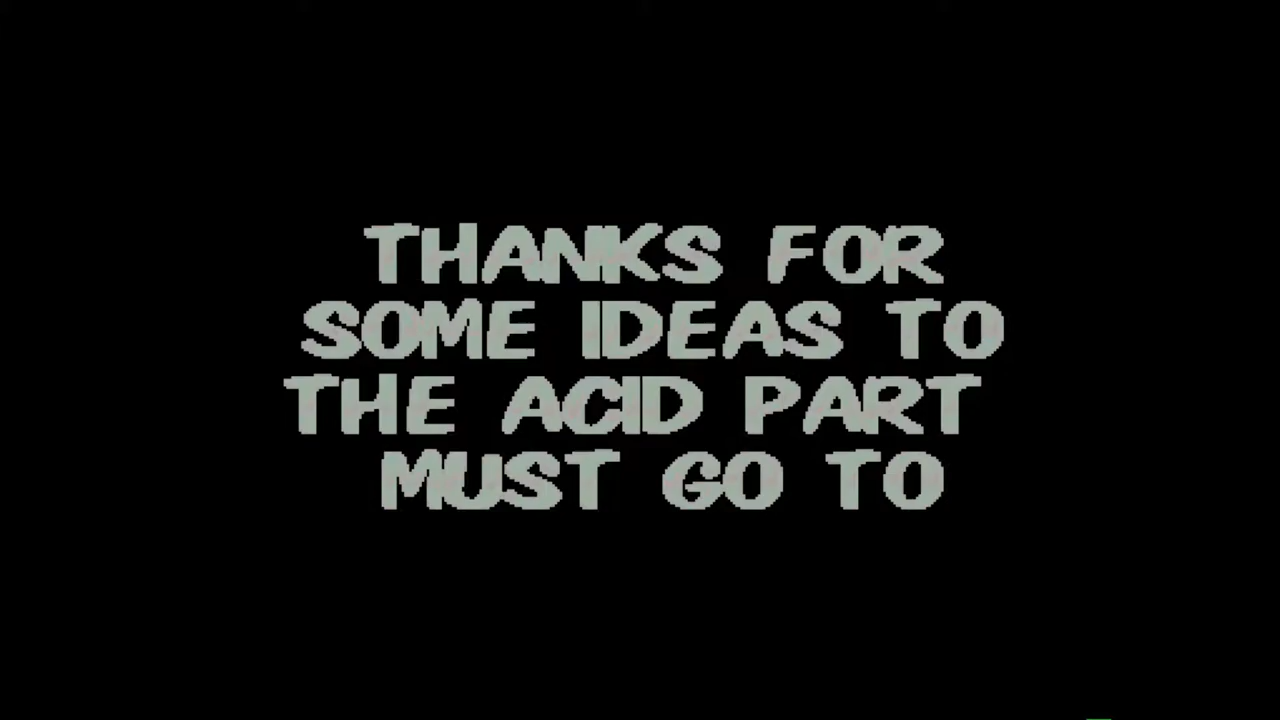 THANKS FOR
SOME IDEAS TO
THE ACID PART
MUST GO TO